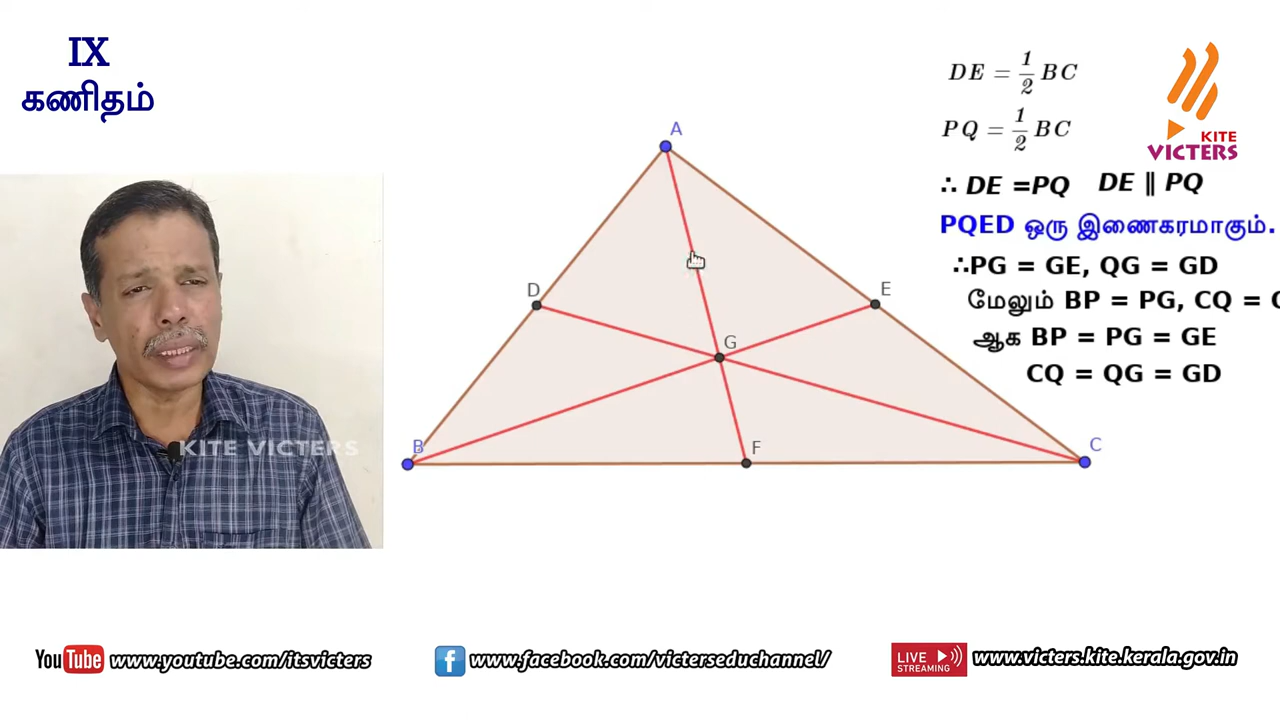 IX
கணிதம்
DE = 1/2 BC
PQ = 1/2 BC
KITE
VICTERS
∴ DE =PQ DE ∥ PQ
PQED ஒரு இணைகரமாகும்.
∴PG = GE, QG = GD
மேலும் BP = PG, CQ =
ஆக BP = PG = GE
CQ = QG = GD
A
D
E
G
B
F
C
KITE VICTERS
YouTube www.youtube.com/itsvicters
f www.facebook.com/victerseduchannel/
LIVE STREAMING www.victers.kite.kerala.gov.in